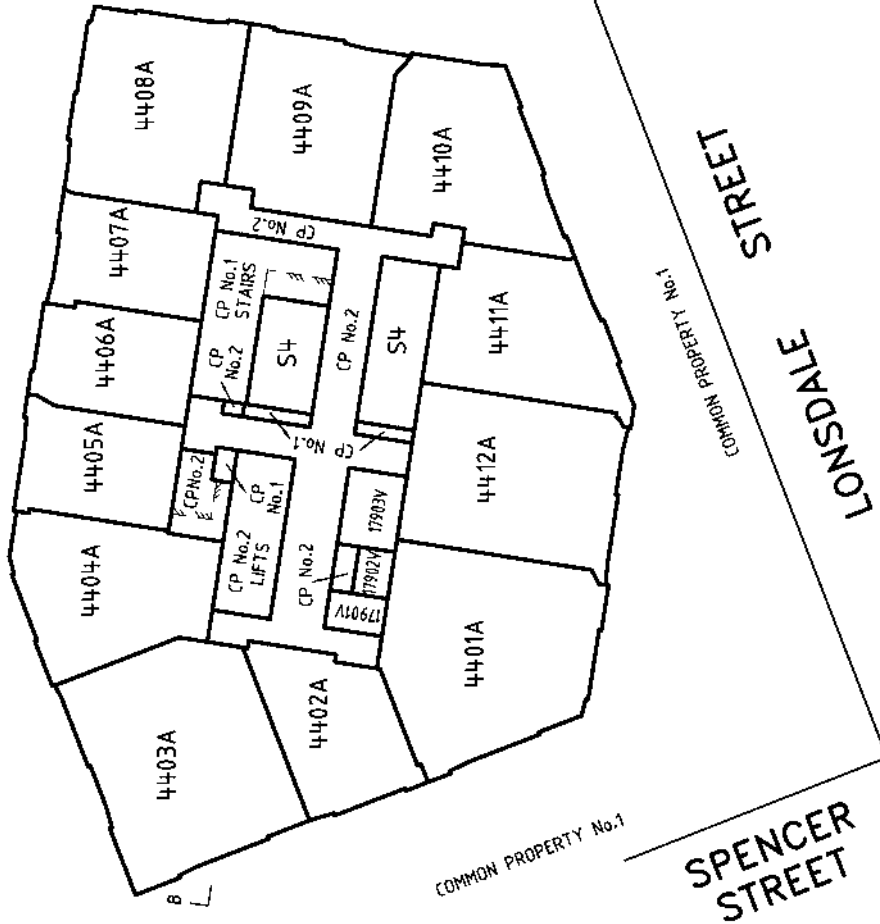 4408A
4409A
4410A
4407A
CP No.2
CP No.1
STAIRS
4406A
CP
No.2
S4
CP No.2
S4
4411A
4405A
CP No.2
CP
No.1
CP No.1
CP
4412A
4404A
CP No.2
LIFTS
CP No.2
17903V
17902V
17901V
4401A
4402A
4403A
B
COMMON PROPERTY No.1
COMMON PROPERTY No.1
LONSDALE STREET
SPENCER
STREET